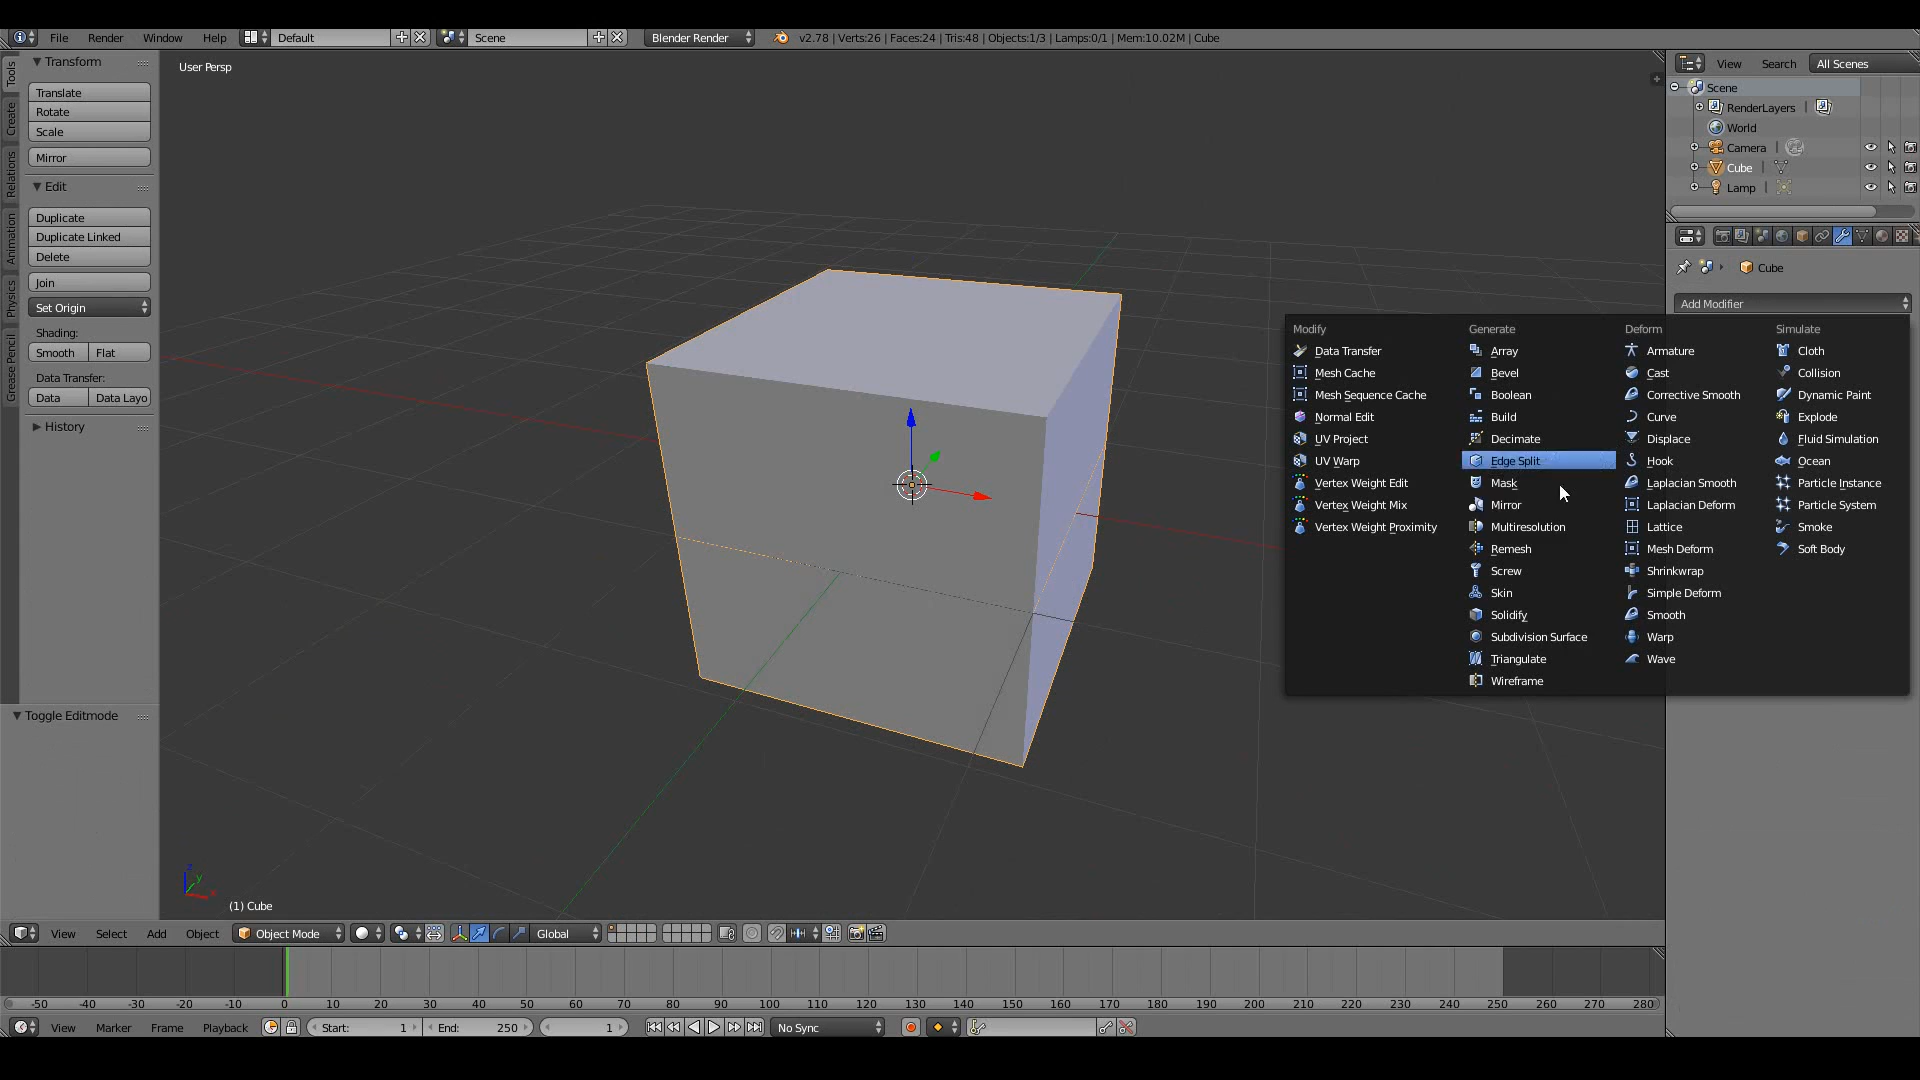 File Render Window Help Default Scene Blender Render v2.78 | Verts:26 | Faces:24 | Tris:48 | Objects:1/3 | Lamps:0/1 | Mem:10.02M | Cube
Tools
Create
Relations
Animation
Physics
Grease Pencil
Transform
Translate
Rotate
Scale
Mirror
Edit
Duplicate
Duplicate Linked
Delete
Join
Set Origin
Shading:
Smooth Flat
Data Transfer:
Data Data Layo
History
Toggle Editmode
User Persp
z
y
x
(1) Cube
View Search All Scenes
Scene
RenderLayers |
World
Camera |
Cube |
Lamp |
Cube
Add Modifier
Modify
Data Transfer
Mesh Cache
Mesh Sequence Cache
Normal Edit
UV Project
UV Warp
Vertex Weight Edit
Vertex Weight Mix
Vertex Weight Proximity
Generate
Array
Bevel
Boolean
Build
Decimate
Edge Split
Mask
Mirror
Multiresolution
Remesh
Screw
Skin
Solidify
Subdivision Surface
Triangulate
Wireframe
Deform
Armature
Cast
Corrective Smooth
Curve
Displace
Hook
Laplacian Smooth
Laplacian Deform
Lattice
Mesh Deform
Shrinkwrap
Simple Deform
Smooth
Warp
Wave
Simulate
Cloth
Collision
Dynamic Paint
Explode
Fluid Simulation
Ocean
Particle Instance
Particle System
Smoke
Soft Body
View Select Add Object Object Mode Global
-50 -40 -30 -20 -10 0 10 20 30 40 50 60 70 80 90 100 110 120 130 140 150 160 170 180 190 200 210 220 230 240 250 260 270 280
View Marker Frame Playback Start: 1 End: 250 1 No Sync